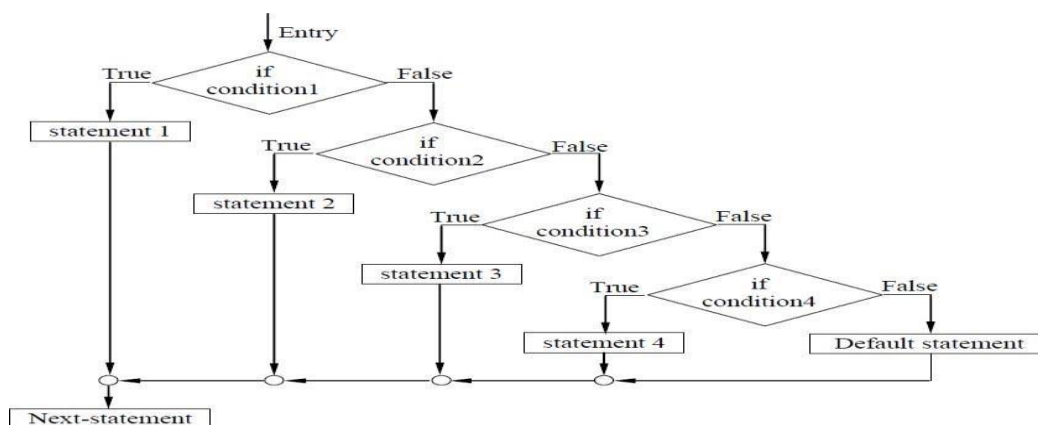 Entry
True
if
condition1
False
statement 1
True
if
condition2
False
statement 2
True
if
condition3
False
statement 3
True
if
condition4
False
statement 4
Default statement
Next-statement